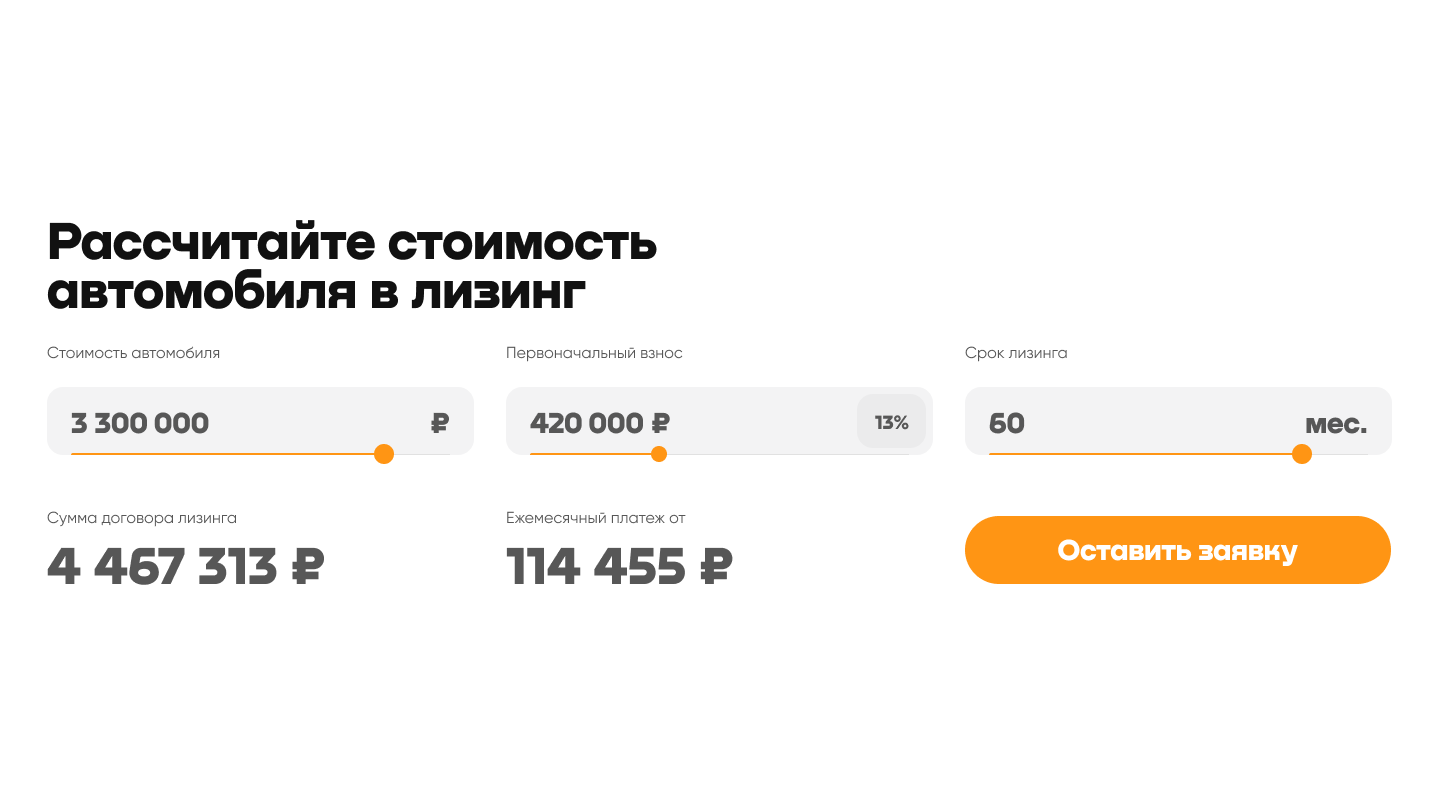 Рассчитайте стоимость
автомобиля в лизинг
Стоимость автомобиля
3 300 000 ₽
Первоначальный взнос
420 000 ₽ 13%
Срок лизинга
60 мес.
Сумма договора лизинга
4 467 313 ₽
Ежемесячный платеж от
114 455 ₽
Оставить заявку